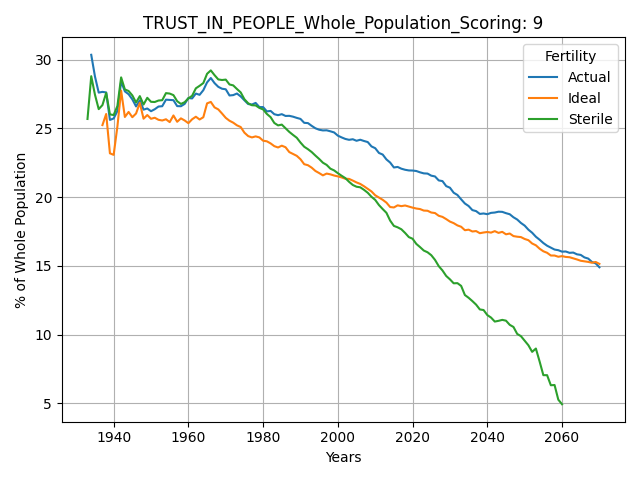 TRUST_IN_PEOPLE_Whole_Population_Scoring: 9
Fertility
Actual
Ideal
Sterile
% of Whole Population
30
25
20
15
10
5
1940 1960 1980 2000 2020 2040 2060
Years